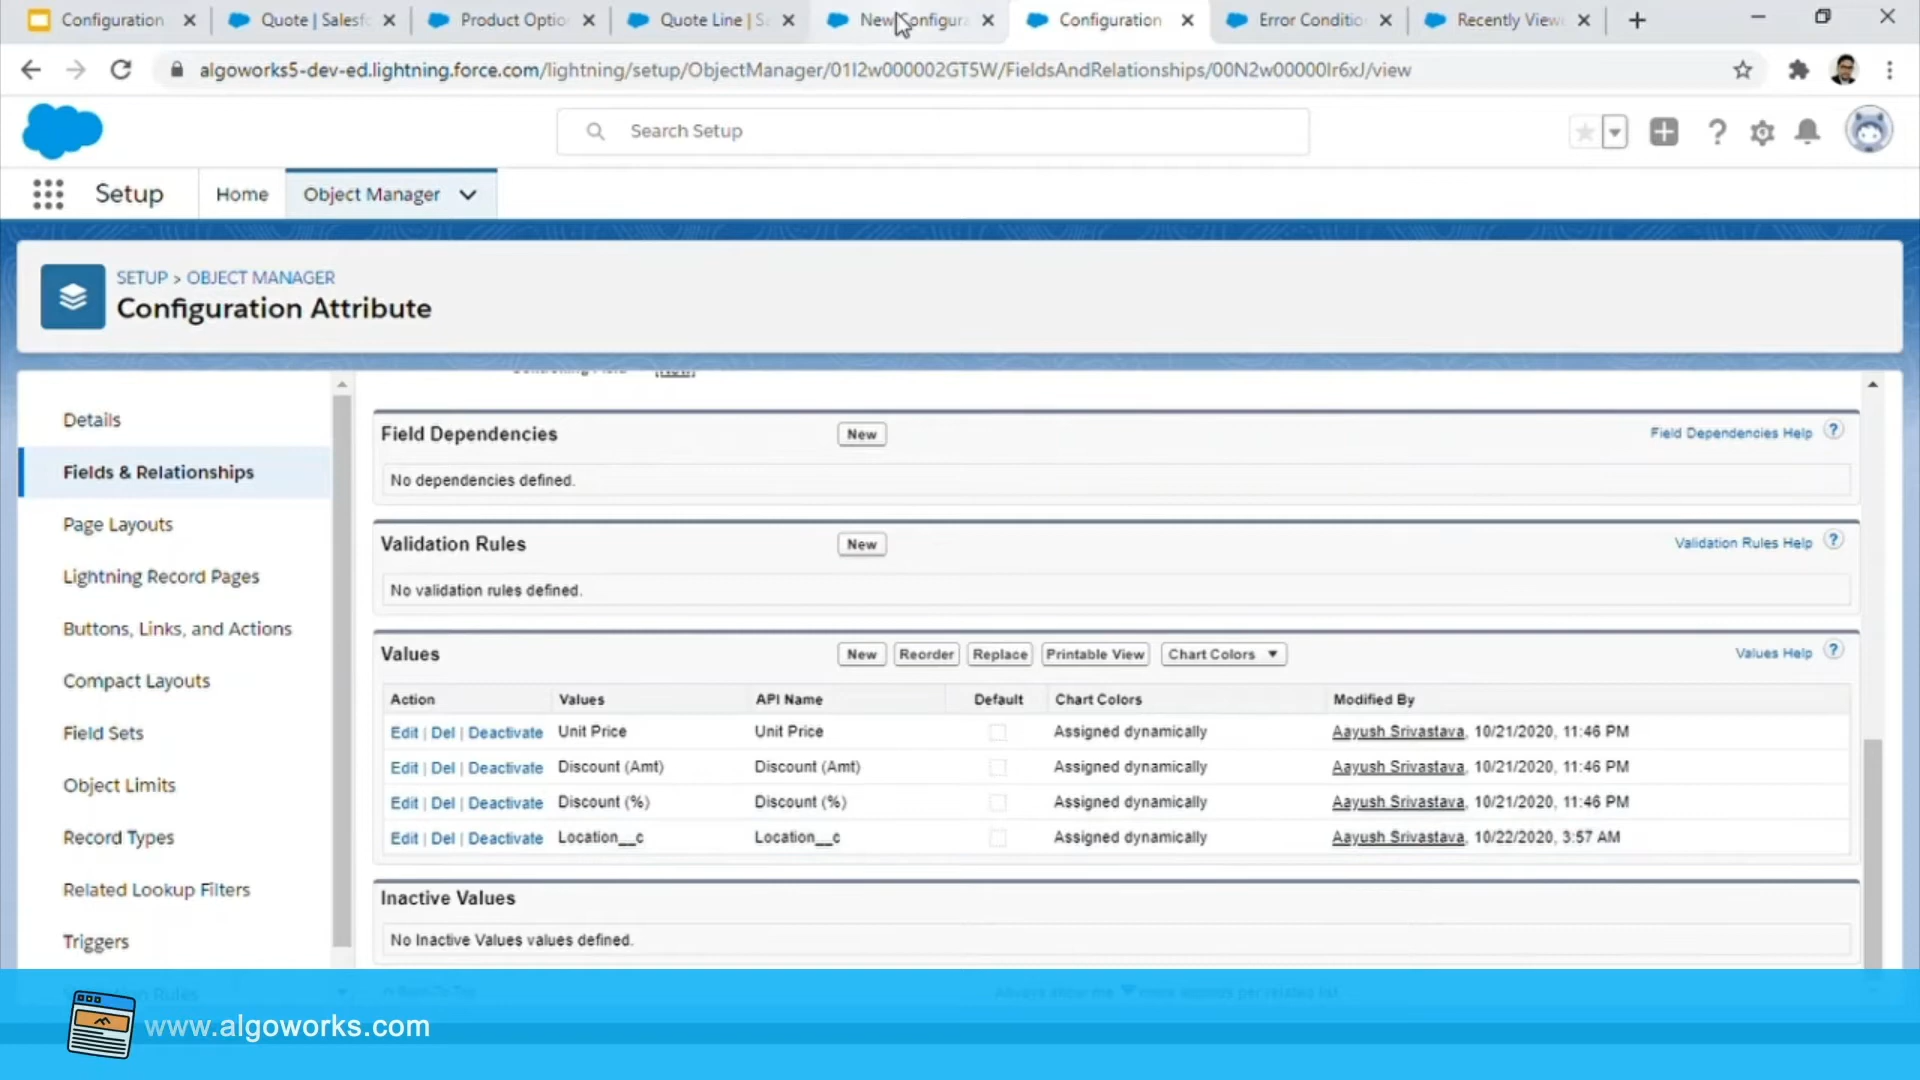 Configuration
Quote | Salesf
Product Optio
Quote Line | S
New Configura
Configuration
Error Conditio
Recently View
algoworks5-dev-ed.lightning.force.com/lightning/setup/ObjectManager/01I2w000002GT5W/FieldsAndRelationships/00N2w00000Ir6xJ/view
Search Setup
Setup
Home
Object Manager
SETUP > OBJECT MANAGER
Configuration Attribute
Details
Fields & Relationships
Page Layouts
Lightning Record Pages
Buttons, Links, and Actions
Compact Layouts
Field Sets
Object Limits
Record Types
Related Lookup Filters
Triggers
Field Dependencies New Field Dependencies Help ?
No dependencies defined.
Validation Rules New Validation Rules Help ?
No validation rules defined.
Values New Reorder Replace Printable View Chart Colors Values Help ?
Action Values API Name Default Chart Colors Modified By
Edit | Del | Deactivate Unit Price Unit Price Assigned dynamically Aayush Srivastava, 10/21/2020, 11:46 PM
Edit | Del | Deactivate Discount (Amt) Discount (Amt) Assigned dynamically Aayush Srivastava, 10/21/2020, 11:46 PM
Edit | Del | Deactivate Discount (%) Discount (%) Assigned dynamically Aayush Srivastava, 10/21/2020, 11:46 PM
Edit | Del | Deactivate Location__c Location__c Assigned dynamically Aayush Srivastava, 10/22/2020, 3:57 AM
Inactive Values
No Inactive Values values defined.
www.algoworks.com